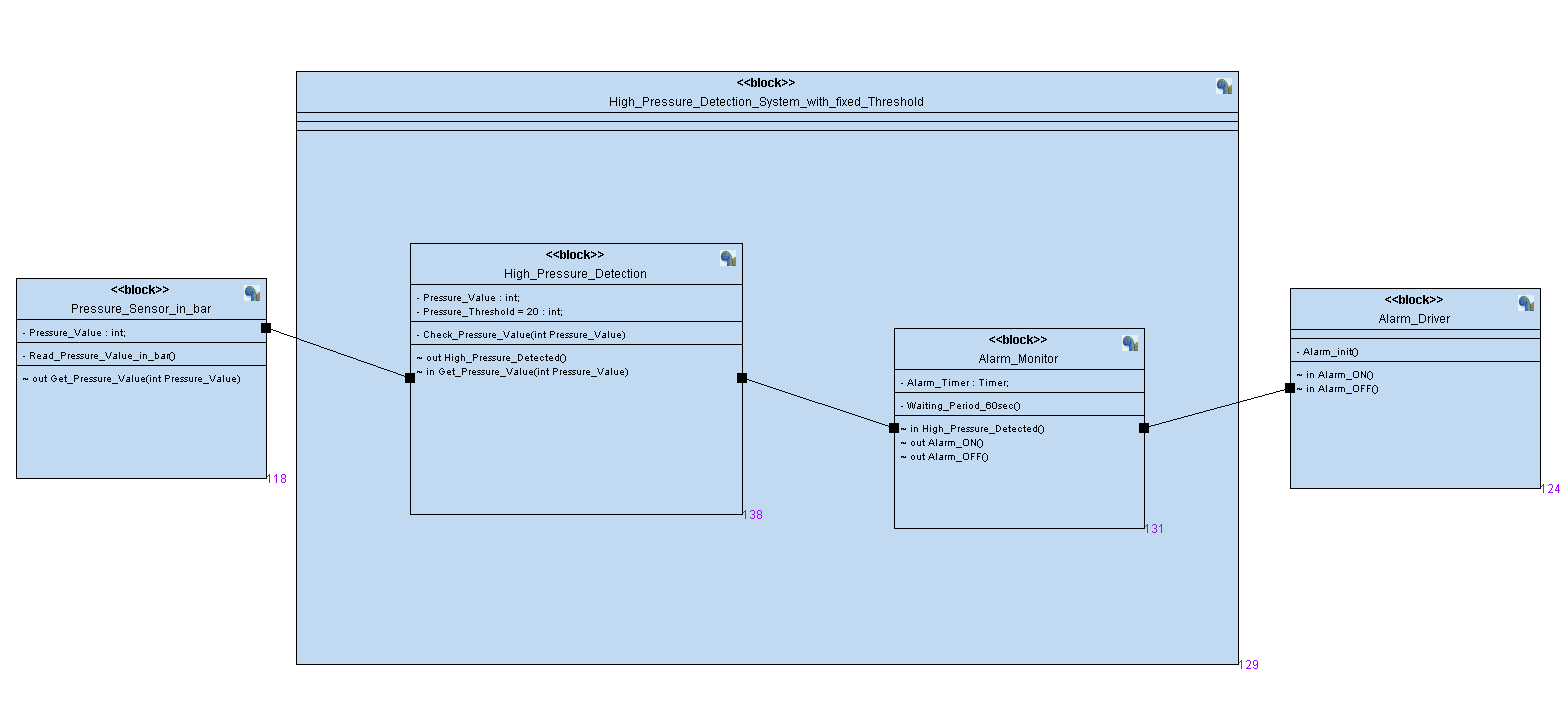 <<block>>
High_Pressure_Detection_System_with_fixed_Threshold
<<block>>
Pressure_Sensor_in_bar
- Pressure_Value : int;
- Read_Pressure_Value_in_bar()
~ out Get_Pressure_Value(int Pressure_Value)
118
<<block>>
High_Pressure_Detection
- Pressure_Value : int;
- Pressure_Threshold = 20 : int;
- Check_Pressure_Value(int Pressure_Value)
~ out High_Pressure_Detected()
~ in Get_Pressure_Value(int Pressure_Value)
138
<<block>>
Alarm_Monitor
- Alarm_Timer : Timer;
- Waiting_Period_60sec()
~ in High_Pressure_Detected()
~ out Alarm_ON()
~ out Alarm_OFF()
131
<<block>>
Alarm_Driver
- Alarm_init()
~ in Alarm_ON()
~ in Alarm_OFF()
124
129